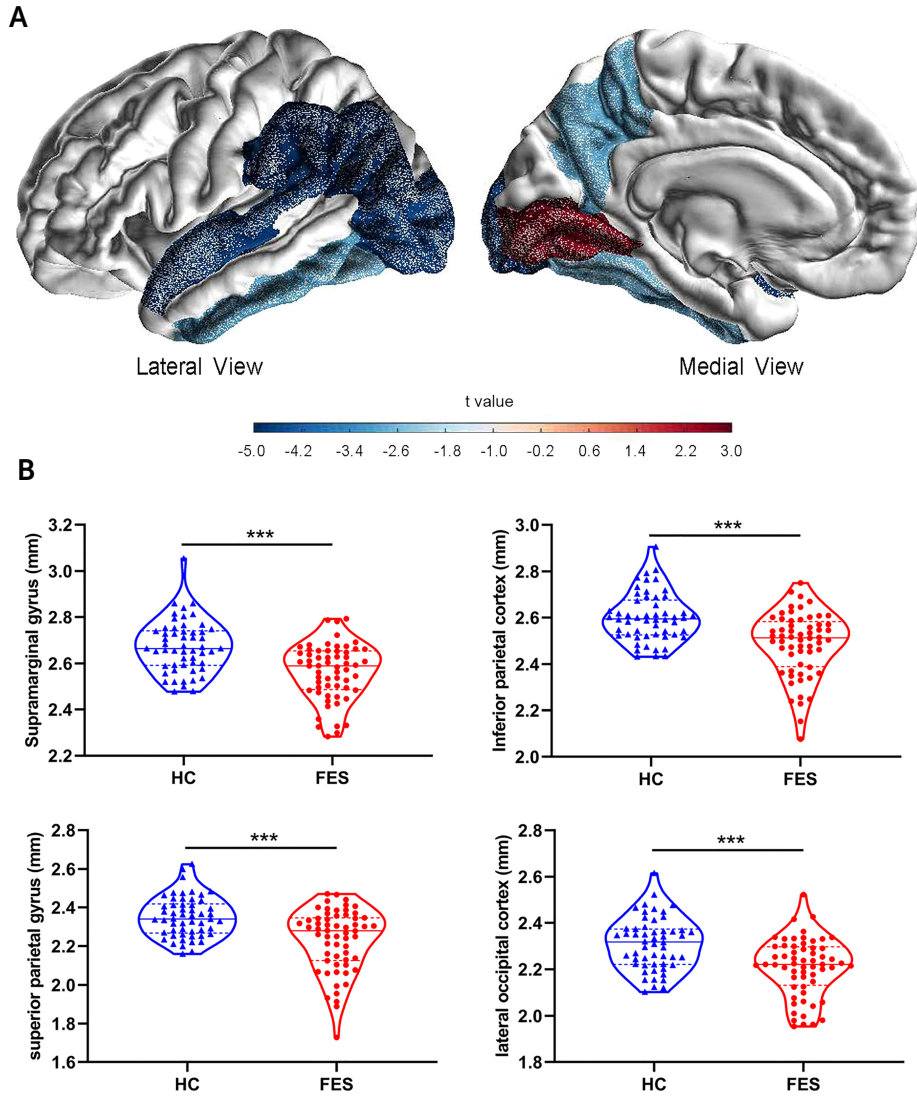 A
Lateral View
Medial View
t value
-5.0 -4.2 -3.4 -2.6 -1.8 -1.0 -0.2 0.6 1.4 2.2 3.0
B
Supramarginal gyrus (mm)
3.2
3.0
2.8
2.6
2.4
2.2
***
HC FES
Inferior parietal cortex (mm)
3.0
2.8
2.6
2.4
2.2
2.0
***
HC FES
superior parietal gyrus (mm)
2.8
2.6
2.4
2.2
2.0
1.8
1.6
***
HC FES
lateral occipital cortex (mm)
2.8
2.6
2.4
2.2
2.0
1.8
***
HC FES